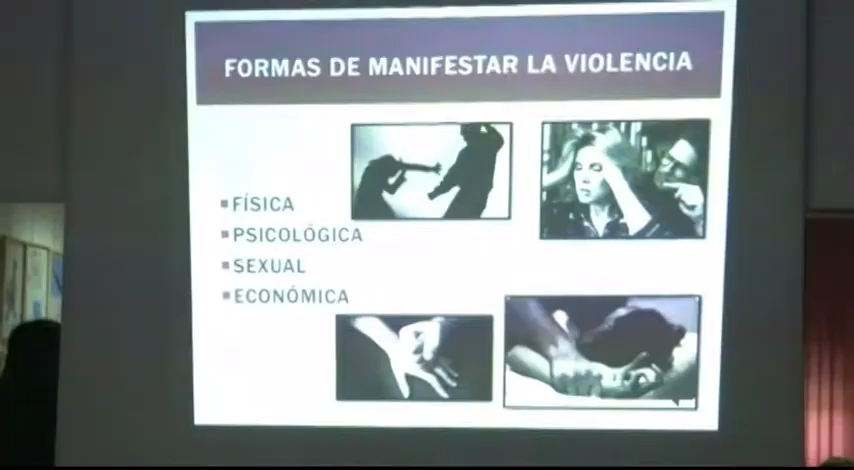 FORMAS DE MANIFESTAR LA VIOLENCIA
▪FÍSICA
▪PSICOLÓGICA
▪SEXUAL
▪ECONÓMICA